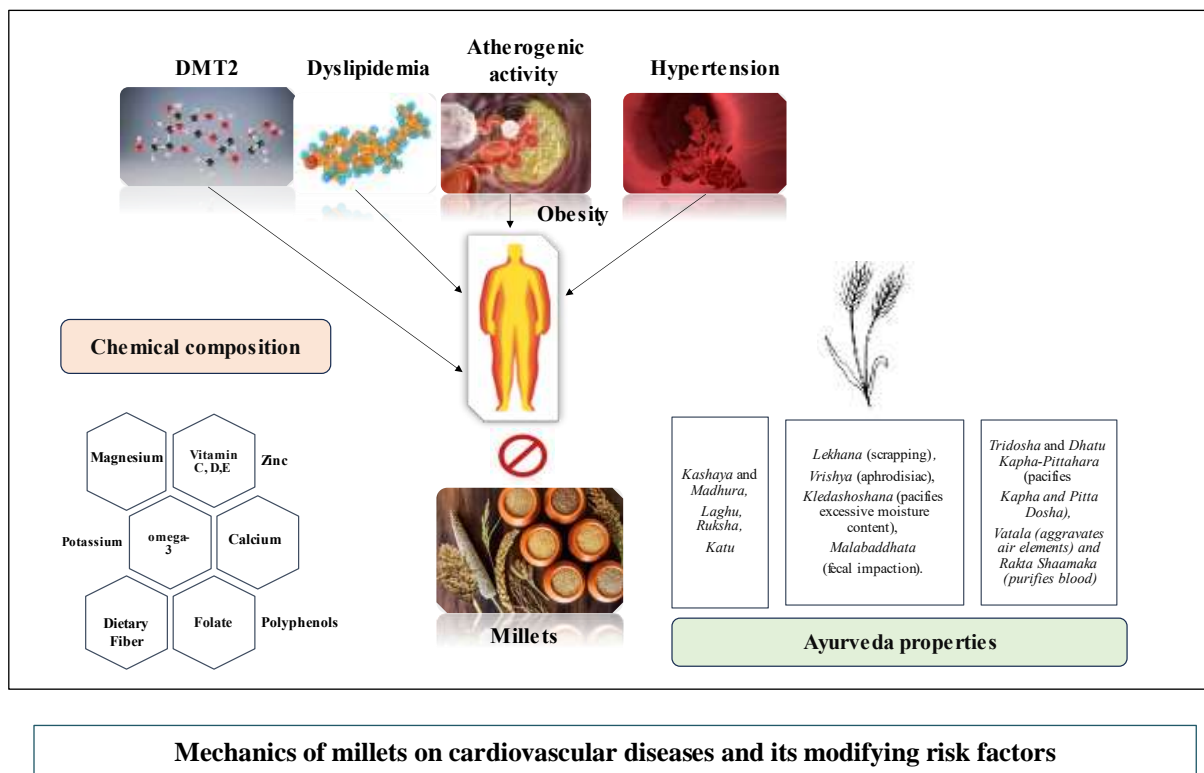 DMT2
Dyslipidemia
Atherogenic
activity
Hypertension
Obesity
Chemical composition
Magnesium
Vitamin
C, D,E
Zinc
Potassium
omega-
3
Calcium
Dietary
Fiber
Folate
Polyphenols
Millets
Kashaya and
Madhura,
Laghu,
Ruksha,
Katu
Lekhana (scrapping),
Vrishya (aphrodisiac),
Kledashoshana (pacifies
excessive moisture
content),
Malabaddhata
(fecal impaction).
Tridosha and Dhatu
Kapha-Pittahara
(pacifies
Kapha and Pitta
Dosha),
Vatala (aggravates
air elements) and
Rakta Shaamaka
(purifies blood)
Ayurveda properties
Mechanics of millets on cardiovascular diseases and its modifying risk factors